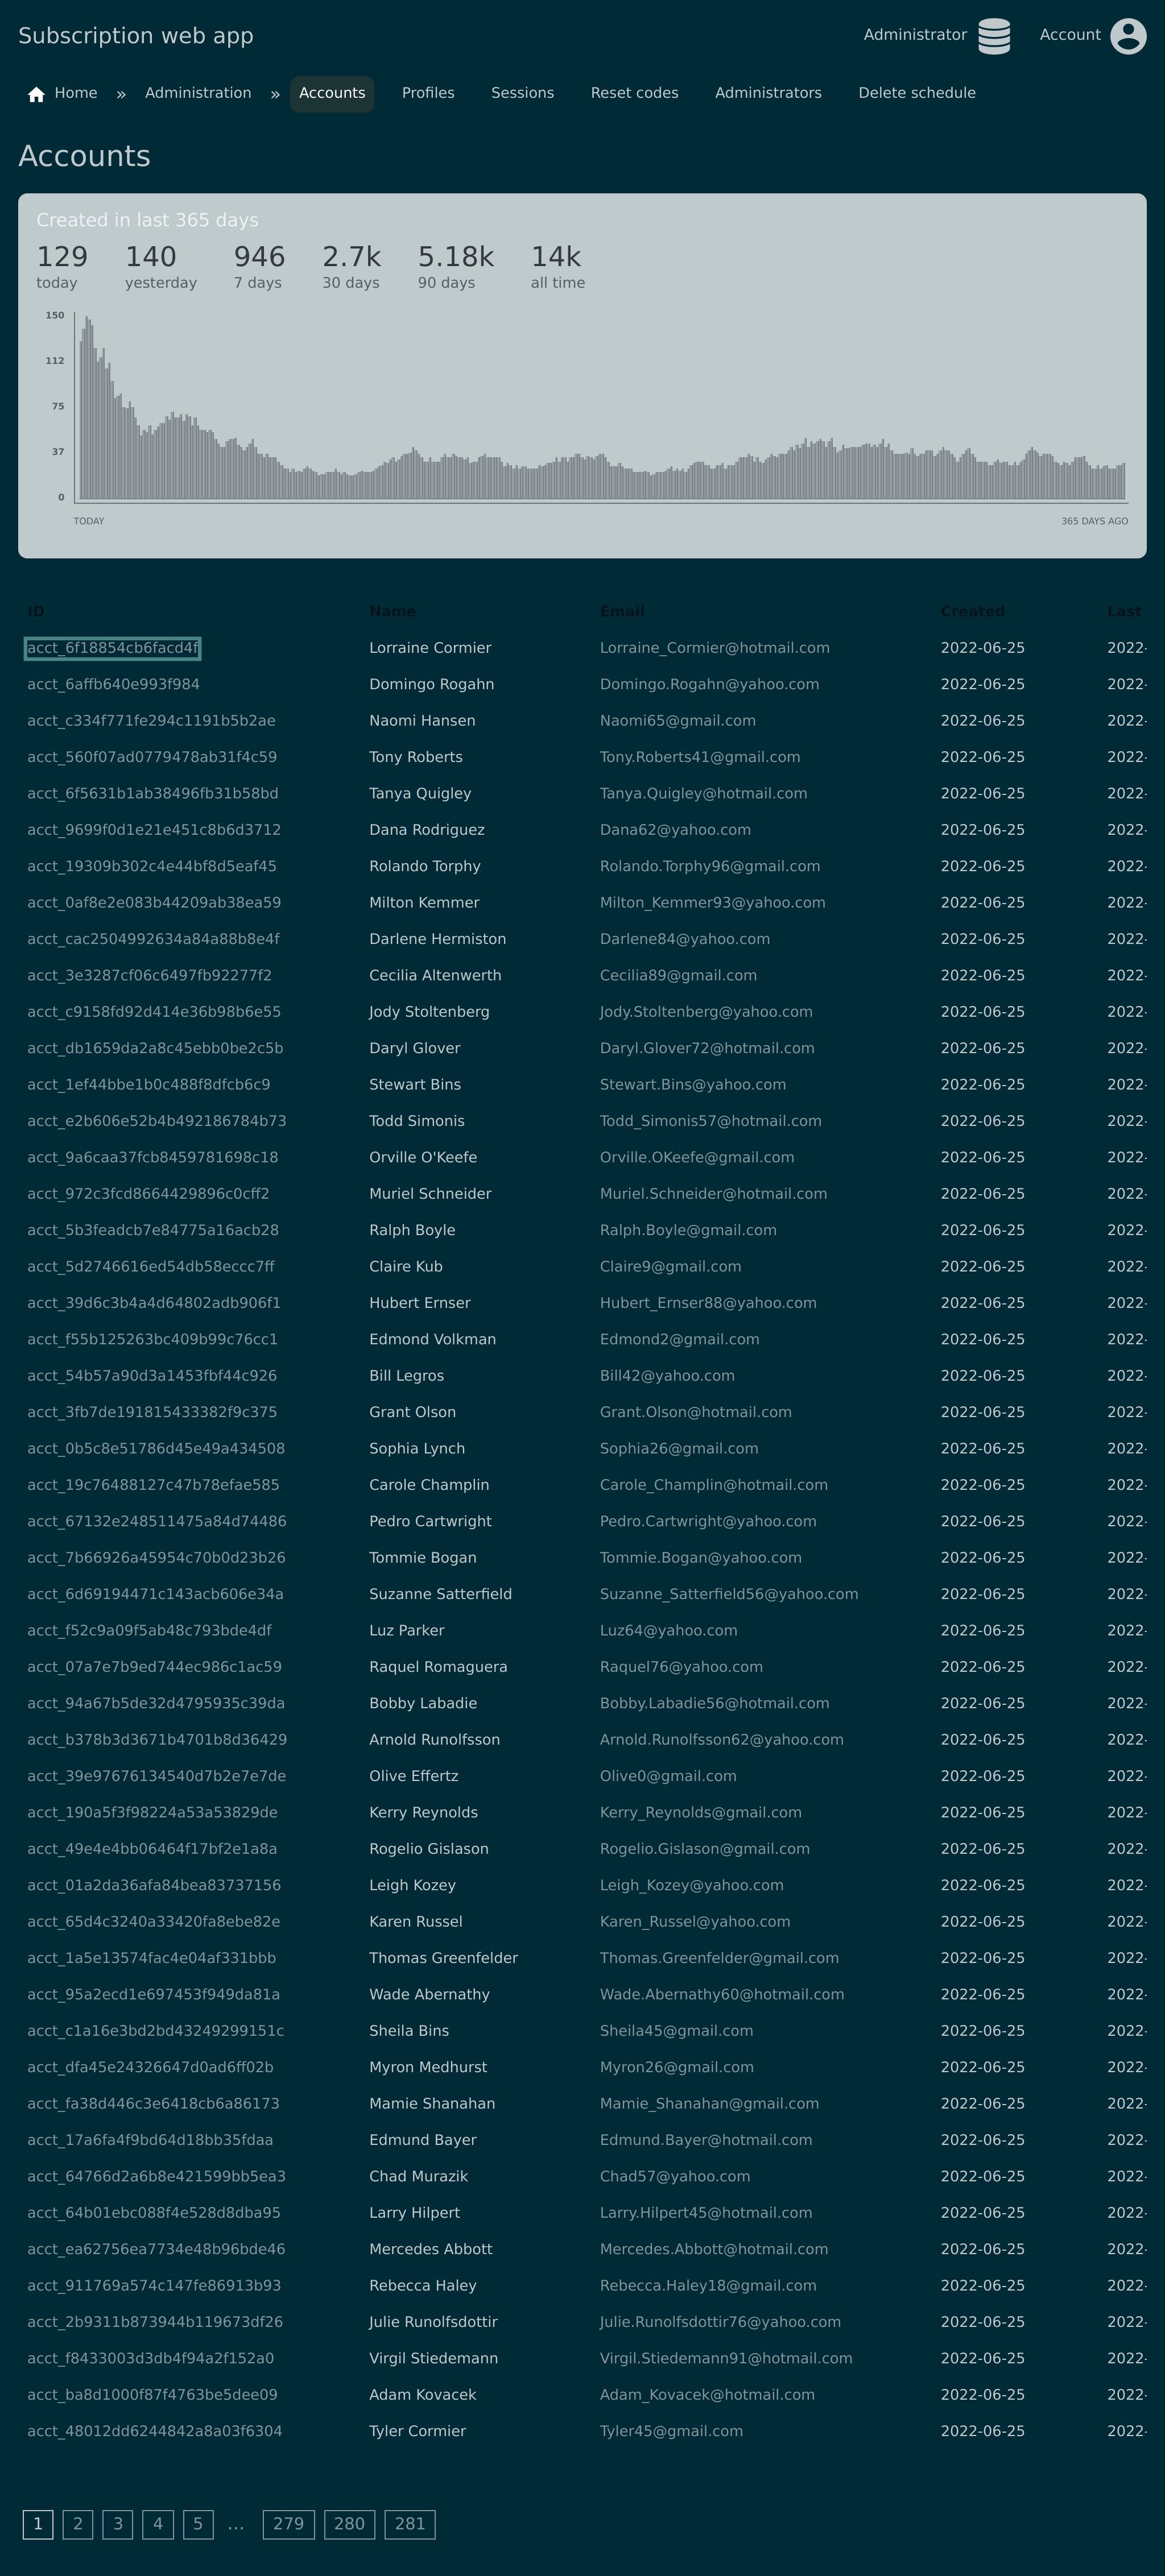 Subscription web app
Administrator
Account
Home » Administration » Accounts Profiles Sessions Reset codes Administrators Delete schedule
Accounts
Created in last 365 days
129 140 946 2.7k 5.18k 14k
today yesterday 7 days 30 days 90 days all time
150
112
75
37
0
TODAY 365 DAYS AGO
ID Name Email Created Last
acct_6f18854cb6facd4f Lorraine Cormier Lorraine_Cormier@hotmail.com 2022-06-25 2022-
acct_6affb640e993f984 Domingo Rogahn Domingo.Rogahn@yahoo.com 2022-06-25 2022-
acct_c334f771fe294c1191b5b2ae Naomi Hansen Naomi65@gmail.com 2022-06-25 2022-
acct_560f07ad0779478ab31f4c59 Tony Roberts Tony.Roberts41@gmail.com 2022-06-25 2022-
acct_6f5631b1ab38496fb31b58bd Tanya Quigley Tanya.Quigley@hotmail.com 2022-06-25 2022-
acct_9699f0d1e21e451c8b6d3712 Dana Rodriguez Dana62@yahoo.com 2022-06-25 2022-
acct_19309b302c4e44bf8d5eaf45 Rolando Torphy Rolando.Torphy96@gmail.com 2022-06-25 2022-
acct_0af8e2e083b44209ab38ea59 Milton Kemmer Milton_Kemmer93@yahoo.com 2022-06-25 2022-
acct_cac2504992634a84a88b8e4f Darlene Hermiston Darlene84@yahoo.com 2022-06-25 2022-
acct_3e3287cf06c6497fb92277f2 Cecilia Altenwerth Cecilia89@gmail.com 2022-06-25 2022-
acct_c9158fd92d414e36b98b6e55 Jody Stoltenberg Jody.Stoltenberg@yahoo.com 2022-06-25 2022-
acct_db1659da2a8c45ebb0be2c5b Daryl Glover Daryl.Glover72@hotmail.com 2022-06-25 2022-
acct_1ef44bbe1b0c488f8dfcb6c9 Stewart Bins Stewart.Bins@yahoo.com 2022-06-25 2022-
acct_e2b606e52b4b492186784b73 Todd Simonis Todd_Simonis57@hotmail.com 2022-06-25 2022-
acct_9a6caa37fcb8459781698c18 Orville O'Keefe Orville.OKeefe@gmail.com 2022-06-25 2022-
acct_972c3fcd8664429896c0cff2 Muriel Schneider Muriel.Schneider@hotmail.com 2022-06-25 2022-
acct_5b3feadcb7e84775a16acb28 Ralph Boyle Ralph.Boyle@gmail.com 2022-06-25 2022-
acct_5d2746616ed54db58eccc7ff Claire Kub Claire9@gmail.com 2022-06-25 2022-
acct_39d6c3b4a4d64802adb906f1 Hubert Ernser Hubert_Ernser88@yahoo.com 2022-06-25 2022-
acct_f55b125263bc409b99c76cc1 Edmond Volkman Edmond2@gmail.com 2022-06-25 2022-
acct_54b57a90d3a1453fbf44c926 Bill Legros Bill42@yahoo.com 2022-06-25 2022-
acct_3fb7de191815433382f9c375 Grant Olson Grant.Olson@hotmail.com 2022-06-25 2022-
acct_0b5c8e51786d45e49a434508 Sophia Lynch Sophia26@gmail.com 2022-06-25 2022-
acct_19c76488127c47b78efae585 Carole Champlin Carole_Champlin@hotmail.com 2022-06-25 2022-
acct_67132e248511475a84d74486 Pedro Cartwright Pedro.Cartwright@yahoo.com 2022-06-25 2022-
acct_7b66926a45954c70b0d23b26 Tommie Bogan Tommie.Bogan@yahoo.com 2022-06-25 2022-
acct_6d69194471c143acb606e34a Suzanne Satterfield Suzanne_Satterfield56@yahoo.com 2022-06-25 2022-
acct_f52c9a09f5ab48c793bde4df Luz Parker Luz64@yahoo.com 2022-06-25 2022-
acct_07a7e7b9ed744ec986c1ac59 Raquel Romaguera Raquel76@yahoo.com 2022-06-25 2022-
acct_94a67b5de32d4795935c39da Bobby Labadie Bobby.Labadie56@hotmail.com 2022-06-25 2022-
acct_b378b3d3671b4701b8d36429 Arnold Runolfsson Arnold.Runolfsson62@yahoo.com 2022-06-25 2022-
acct_39e97676134540d7b2e7e7de Olive Effertz Olive0@gmail.com 2022-06-25 2022-
acct_190a5f3f98224a53a53829de Kerry Reynolds Kerry_Reynolds@gmail.com 2022-06-25 2022-
acct_49e4e4bb06464f17bf2e1a8a Rogelio Gislason Rogelio.Gislason@gmail.com 2022-06-25 2022-
acct_01a2da36afa84bea83737156 Leigh Kozey Leigh_Kozey@yahoo.com 2022-06-25 2022-
acct_65d4c3240a33420fa8ebe82e Karen Russel Karen_Russel@yahoo.com 2022-06-25 2022-
acct_1a5e13574fac4e04af331bbb Thomas Greenfelder Thomas.Greenfelder@gmail.com 2022-06-25 2022-
acct_95a2ecd1e697453f949da81a Wade Abernathy Wade.Abernathy60@hotmail.com 2022-06-25 2022-
acct_c1a16e3bd2bd43249299151c Sheila Bins Sheila45@gmail.com 2022-06-25 2022-
acct_dfa45e24326647d0ad6ff02b Myron Medhurst Myron26@gmail.com 2022-06-25 2022-
acct_fa38d446c3e6418cb6a86173 Mamie Shanahan Mamie_Shanahan@gmail.com 2022-06-25 2022-
acct_17a6fa4f9bd64d18bb35fdaa Edmund Bayer Edmund.Bayer@hotmail.com 2022-06-25 2022-
acct_64766d2a6b8e421599bb5ea3 Chad Murazik Chad57@yahoo.com 2022-06-25 2022-
acct_64b01ebc088f4e528d8dba95 Larry Hilpert Larry.Hilpert45@hotmail.com 2022-06-25 2022-
acct_ea62756ea7734e48b96bde46 Mercedes Abbott Mercedes.Abbott@hotmail.com 2022-06-25 2022-
acct_911769a574c147fe86913b93 Rebecca Haley Rebecca.Haley18@gmail.com 2022-06-25 2022-
acct_2b9311b873944b119673df26 Julie Runolfsdottir Julie.Runolfsdottir76@yahoo.com 2022-06-25 2022-
acct_f8433003d3db4f94a2f152a0 Virgil Stiedemann Virgil.Stiedemann91@hotmail.com 2022-06-25 2022-
acct_ba8d1000f87f4763be5dee09 Adam Kovacek Adam_Kovacek@hotmail.com 2022-06-25 2022-
acct_48012dd6244842a8a03f6304 Tyler Cormier Tyler45@gmail.com 2022-06-25 2022-
1 2 3 4 5 ... 279 280 281